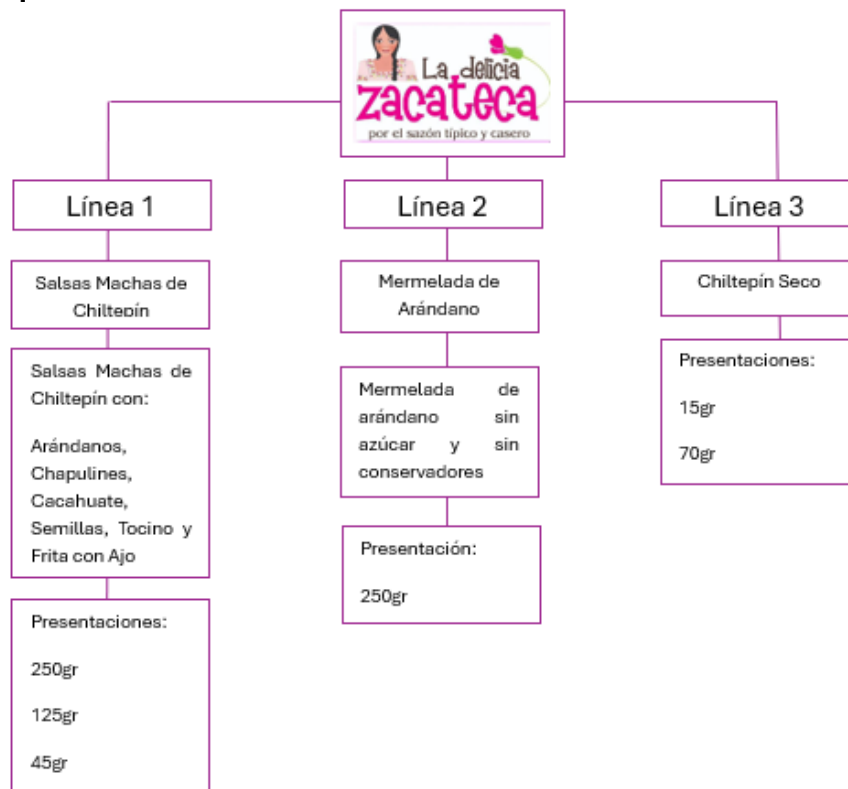 La delicia
zacateca
por el sazón típico y casero
Línea 1
Línea 2
Línea 3
Salsas Machas de
Chiltepín
Mermelada de
Arándano
Chiltepín Seco
Salsas Machas de
Chiltepín con:
Arándanos,
Chapulines,
Cacahuate,
Semillas, Tocino y
Frita con Ajo
Mermelada de
arándano sin
azúcar y sin
conservadores
Presentaciones:
15gr
70gr
Presentación:
250gr
Presentaciones:
250gr
125gr
45gr